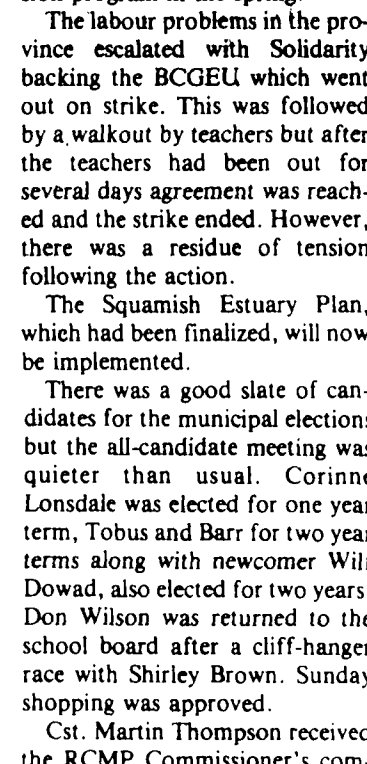 The labour problems in the pro-
vince escalated with Solidarity
backing the BCGEU which went
out on strike. This was followed
by a walkout by teachers but after
the teachers had been out for
several days agreement was reach-
ed and the strike ended. However,
there was a residue of tension
following the action.
The Squamish Estuary Plan,
which had been finalized, will now
be implemented.
There was a good slate of can-
didates for the municipal elections
but the all-candidate meeting was
quieter than usual. Corinne
Lonsdale was elected for one year
term, Tobus and Barr for two year
terms along with newcomer Will
Dowad, also elected for two years
Don Wilson was returned to the
school board after a cliff-hanger
race with Shirley Brown. Sunday
shopping was approved.
Cst. Martin Thompson received
the RCMP Commissioner's com-